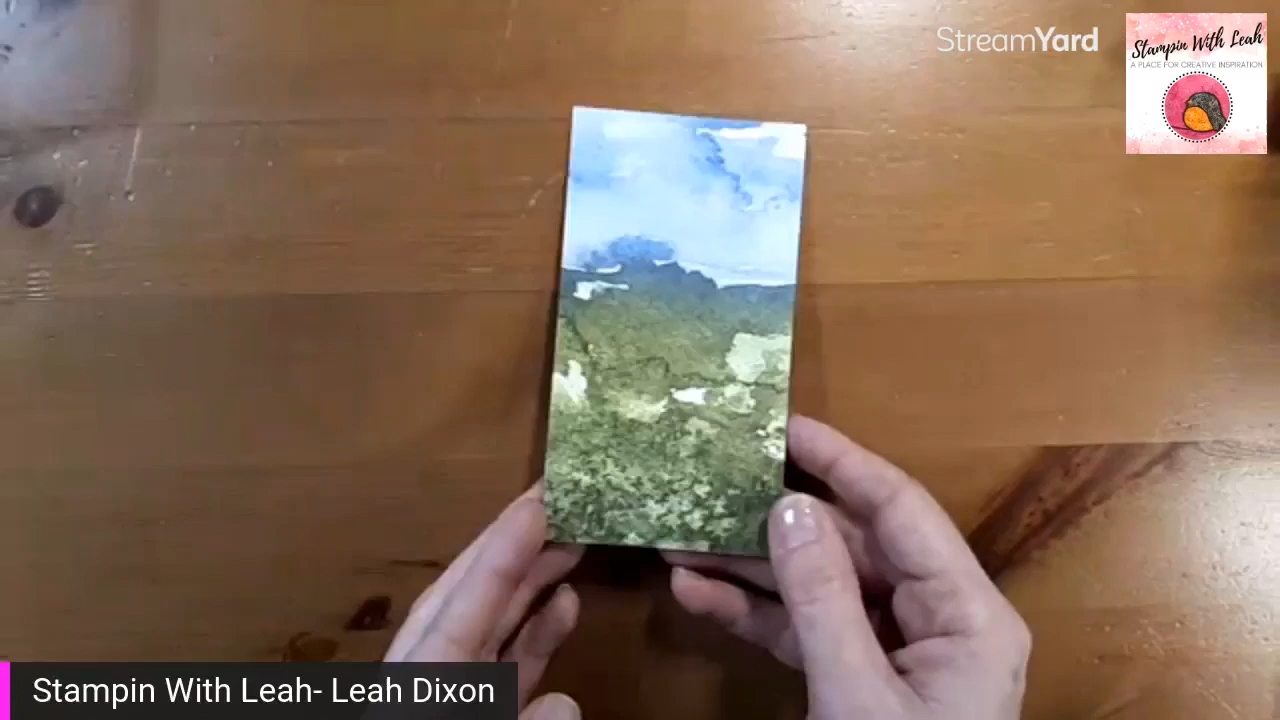 StreamYard
Stampin With Leah
A PLACE FOR CREATIVE INSPIRATION
Stampin With Leah- Leah Dixon